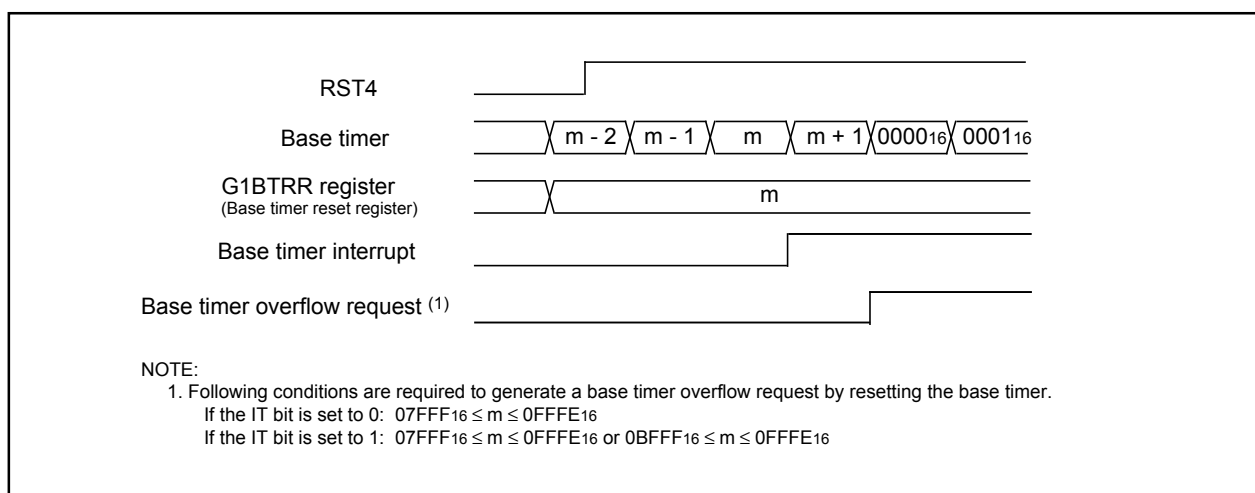 RST4
Base timer m - 2 m - 1 m m + 1 0000₁₆ 0001₁₆
G1BTRR register
(Base timer reset register) m
Base timer interrupt
Base timer overflow request (1)
NOTE:
1. Following conditions are required to generate a base timer overflow request by resetting the base timer.
If the IT bit is set to 0: 07FFF₁₆ ≤ m ≤ 0FFFE₁₆
If the IT bit is set to 1: 07FFF₁₆ ≤ m ≤ 0FFFE₁₆ or 0BFFF₁₆ ≤ m ≤ 0FFFE₁₆